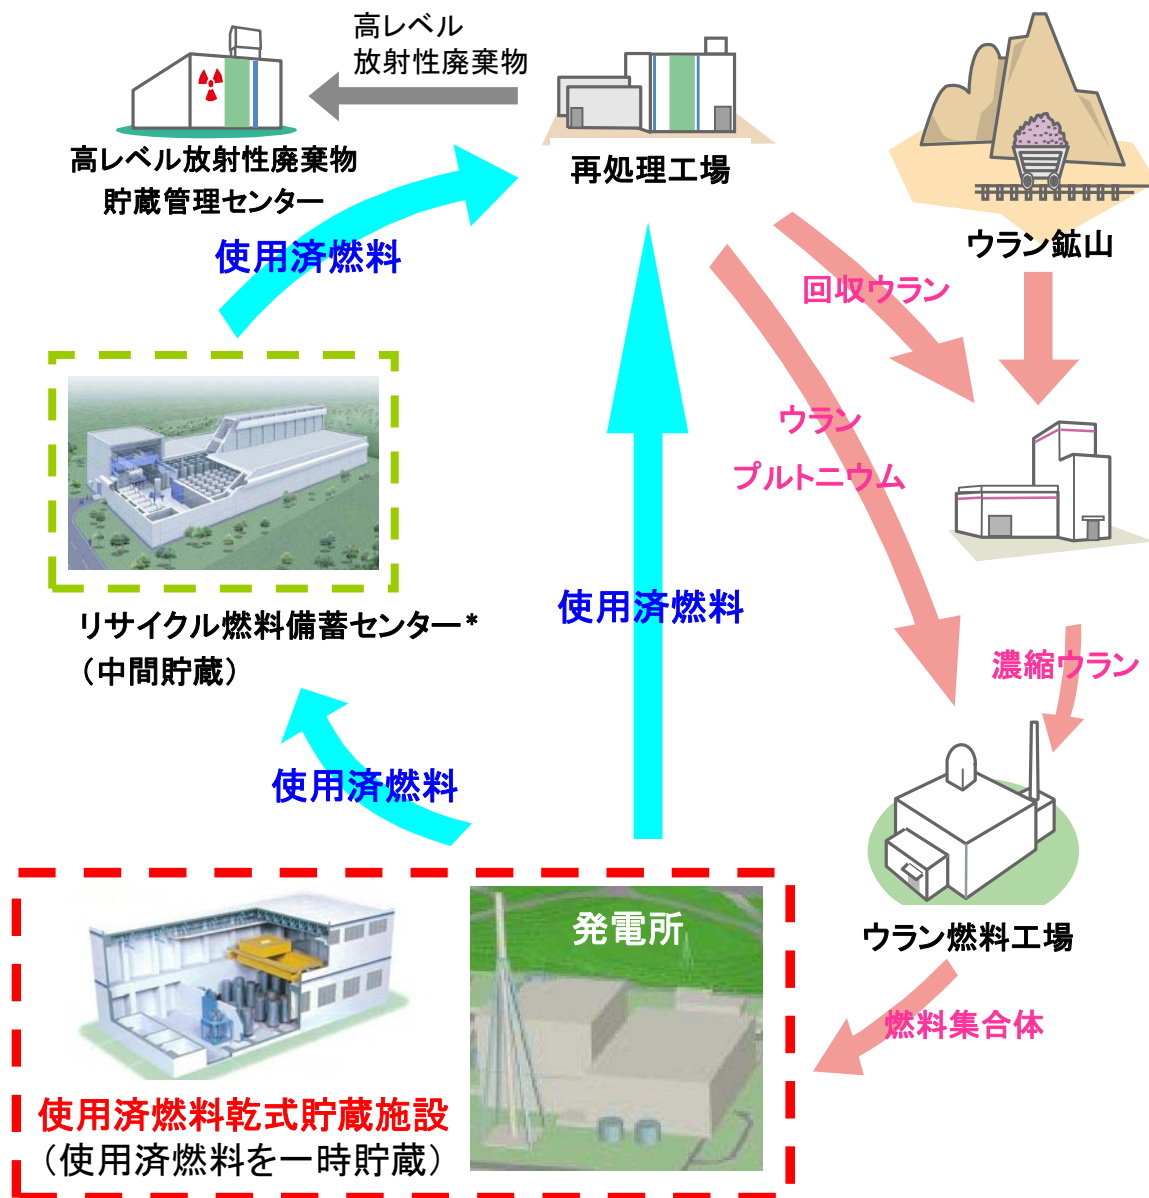 高レベル
放射性廃棄物
高レベル放射性廃棄物
貯蔵管理センター
再処理工場
ウラン鉱山
使用済燃料
回収ウラン
ウラン
プルトニウム
使用済燃料
リサイクル燃料備蓄センター*
（中間貯蔵）
濃縮ウラン
使用済燃料
発電所
ウラン燃料工場
燃料集合体
使用済燃料乾式貯蔵施設
（使用済燃料を一時貯蔵）